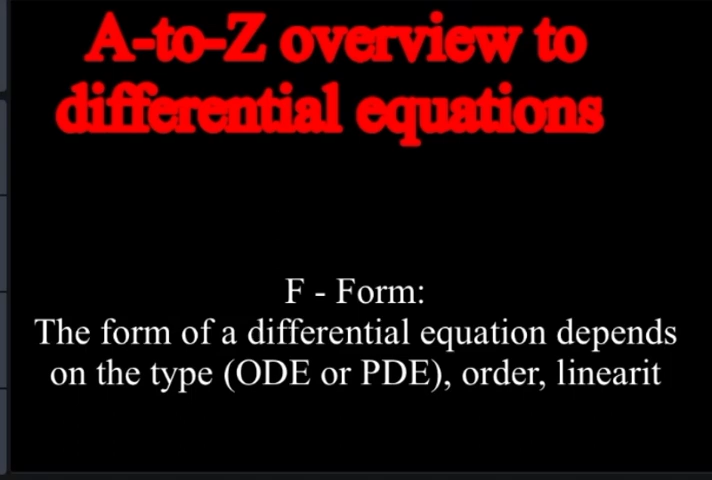 A-to-Z overview to
differential equations
F - Form:
The form of a differential equation depends
on the type (ODE or PDE), order, linearit